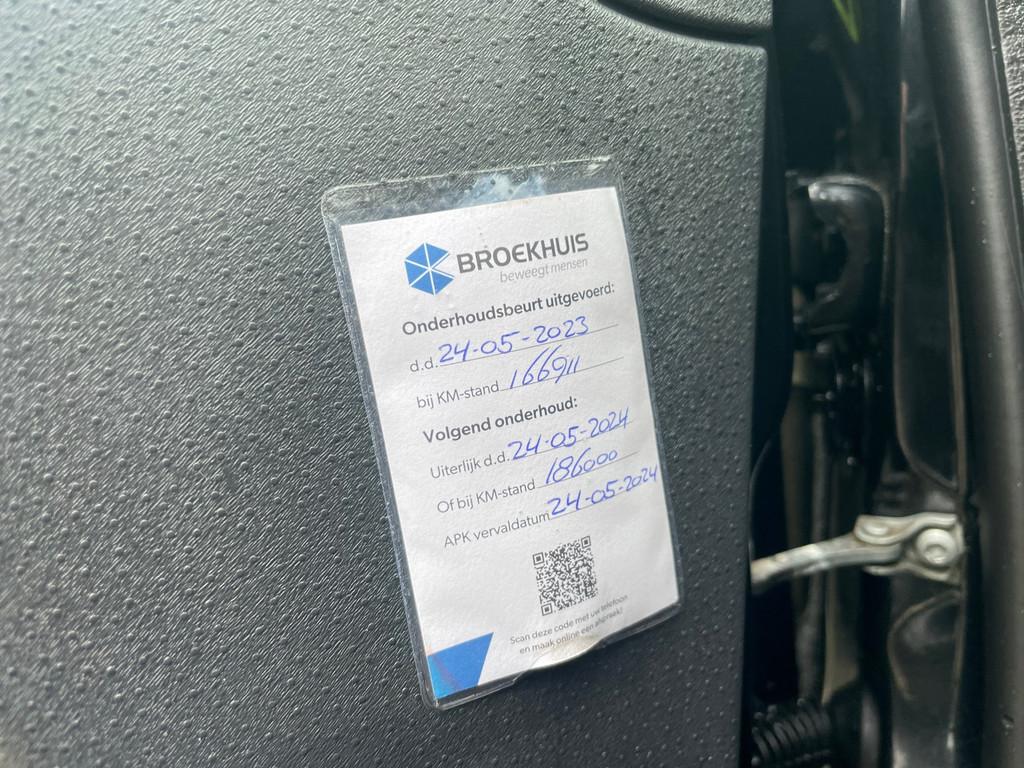 BROEKHUIS
beweegt mensen
Onderhoudsbeurt uitgevoerd:
d.d. 24-05-2023
bij KM-stand 166911
Volgend onderhoud:
Uiterlijk d.d. 24-05-2024
Of bij KM-stand 186000
APK vervaldatum 24-05-2024
Scan deze code met uw telefoon
en maak online een afspraak!